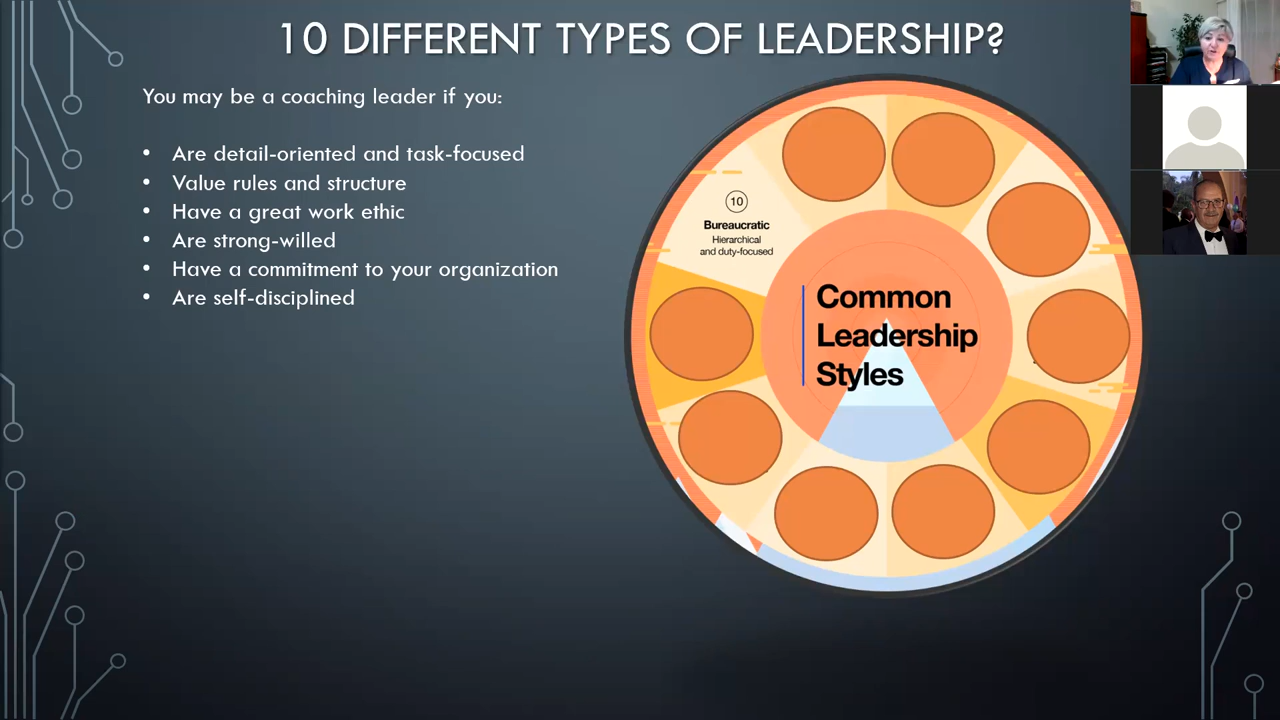 10 DIFFERENT TYPES OF LEADERSHIP?
You may be a coaching leader if you:
• Are detail-oriented and task-focused
• Value rules and structure
• Have a great work ethic
• Are strong-willed
• Have a commitment to your organization
• Are self-disciplined
10
Bureaucratic
Hierarchical
and duty-focused
Common
Leadership
Styles